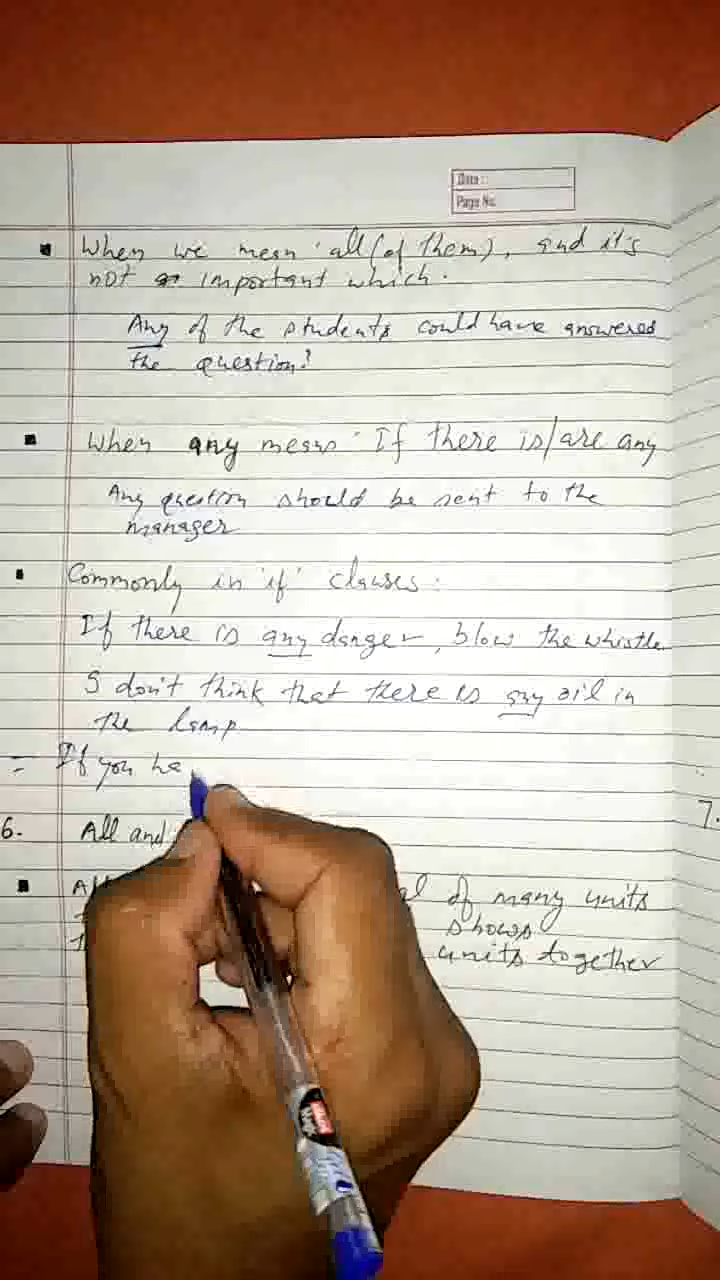 Date :
Page No.
When we mean 'all (of them), and it's
not important which.
Any of the students could have answered
the question?
When any means 'If there is/are any
Any question should be sent to the
manager
Commonly in 'if' clauses:
If there is any danger, blow the whistle
I don't think that there is any oil in
the lamp
= If you ha
6. All and
7.
All of many units
shows
units together